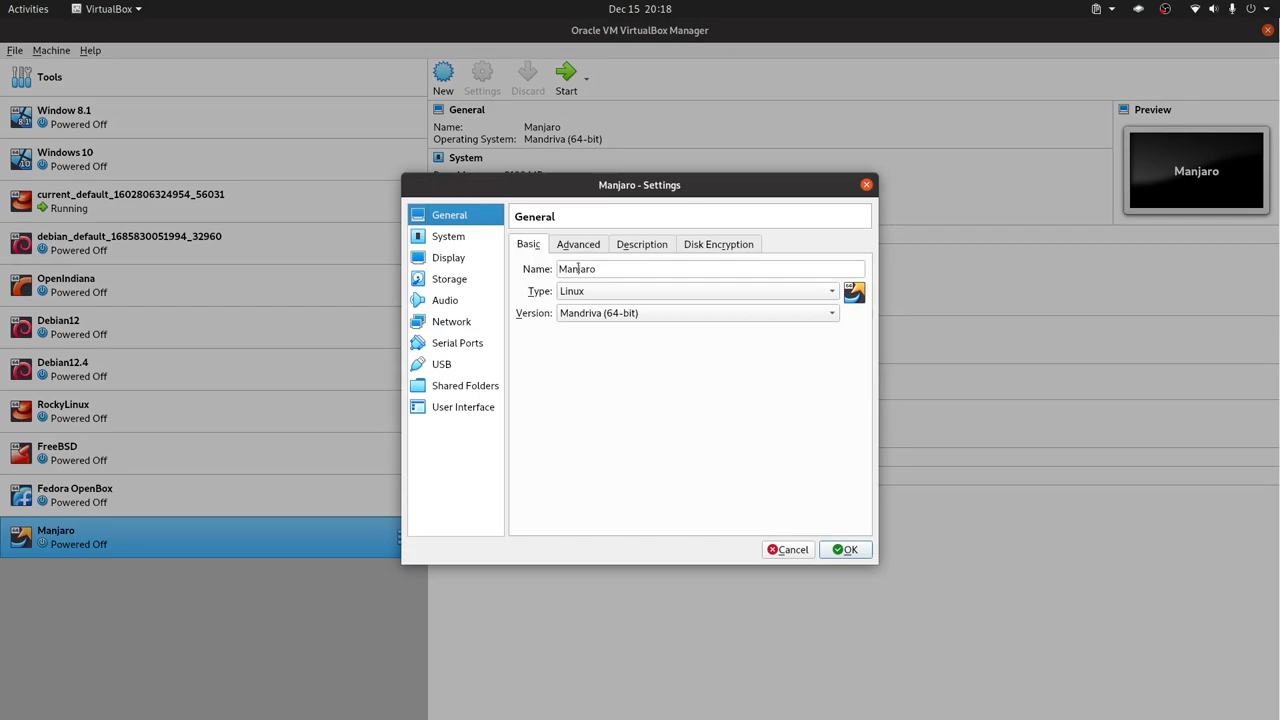 Activities
VirtualBox
Dec 15 20:18
Oracle VM VirtualBox Manager
File Machine Help
Tools
New Settings Discard Start
Window 8.1
Powered Off
Windows 10
Powered Off
current_default_1602806324954_56031
Running
debian_default_1685830051994_32960
Powered Off
OpenIndiana
Powered Off
Debian12
Powered Off
Debian12.4
Powered Off
RockyLinux
Powered Off
FreeBSD
Powered Off
Fedora OpenBox
Powered Off
Manjaro
Powered Off
General
Name: Manjaro
Operating System: Mandriva (64-bit)
System
Preview
Manjaro
Manjaro - Settings
General
System
Display
Storage
Audio
Network
Serial Ports
USB
Shared Folders
User Interface
General
Basic Advanced Description Disk Encryption
Name: Manjaro
Type: Linux
Version: Mandriva (64-bit)
Cancel OK